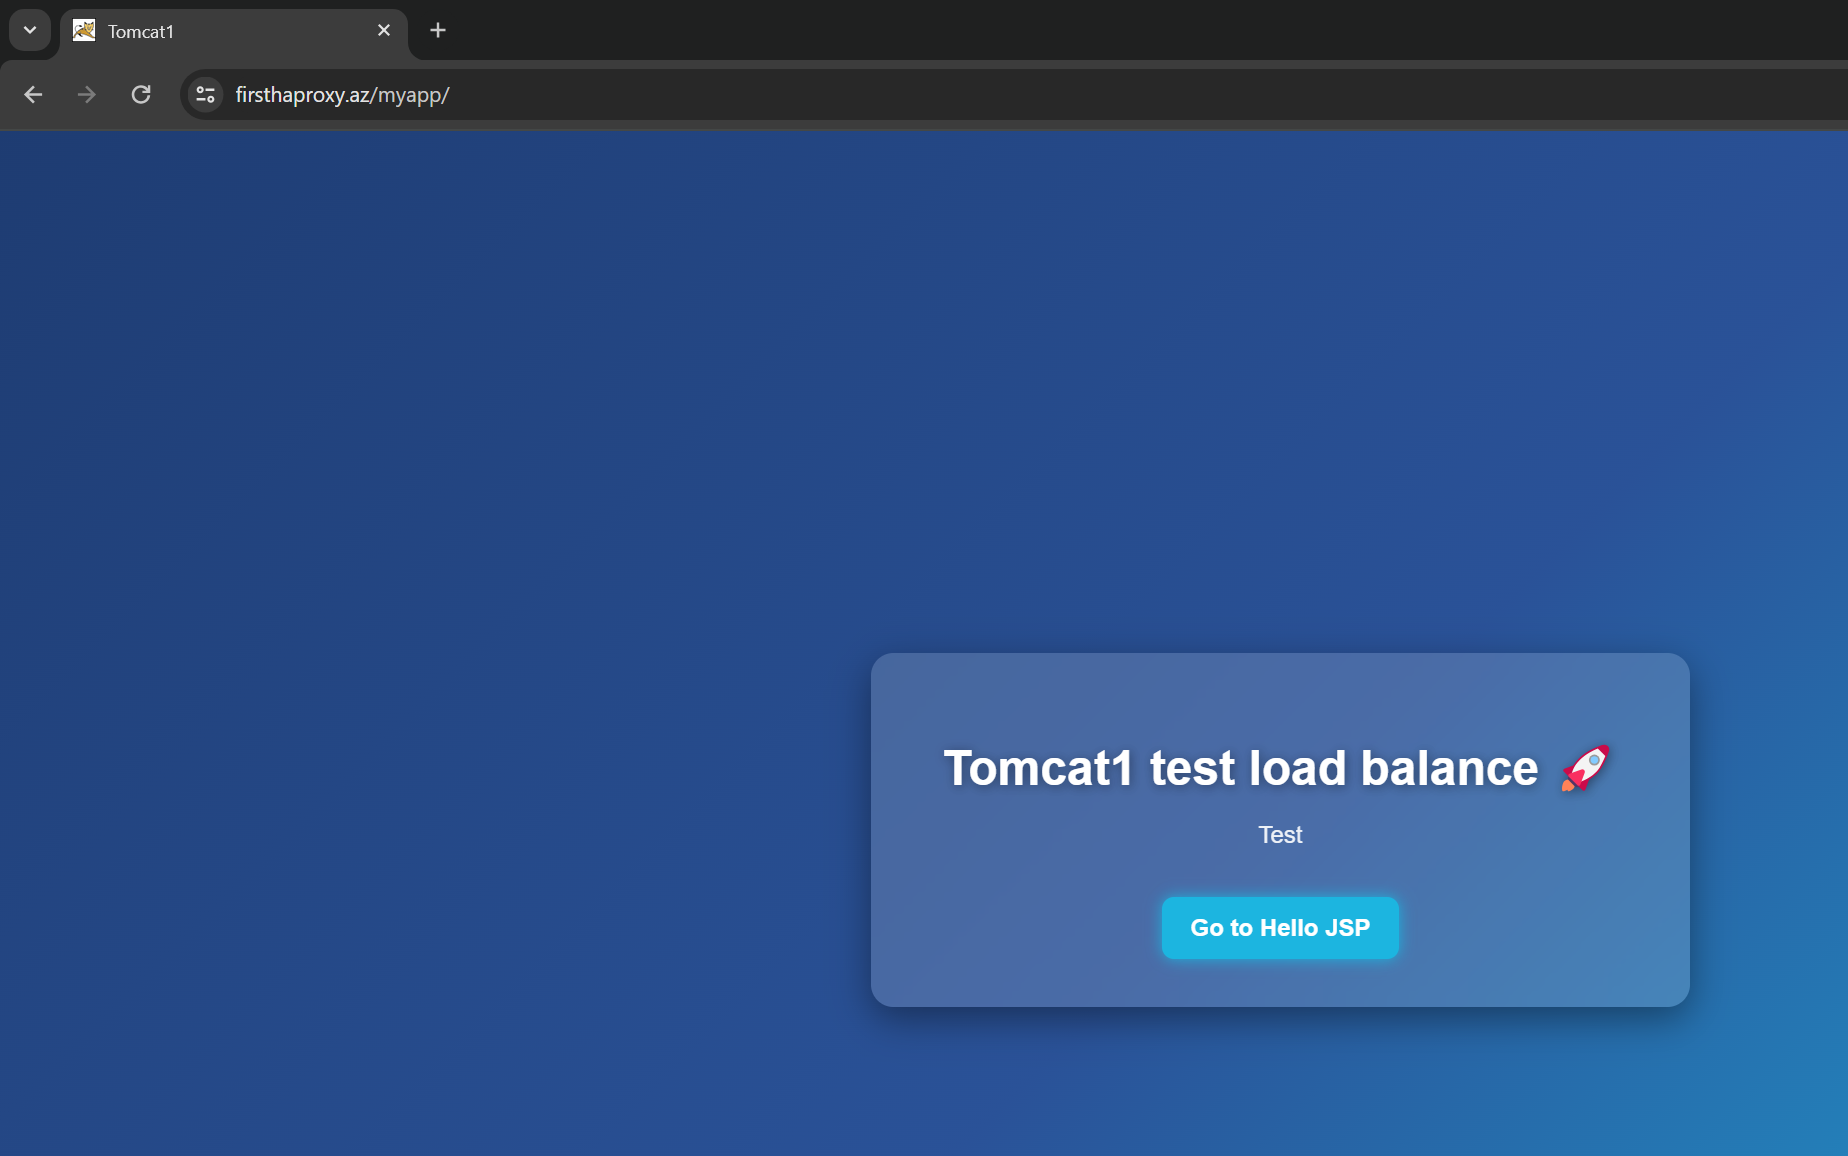 Tomcat1
firsthaproxy.az/myapp/
Tomcat1 test load balance 🚀
Test
Go to Hello JSP